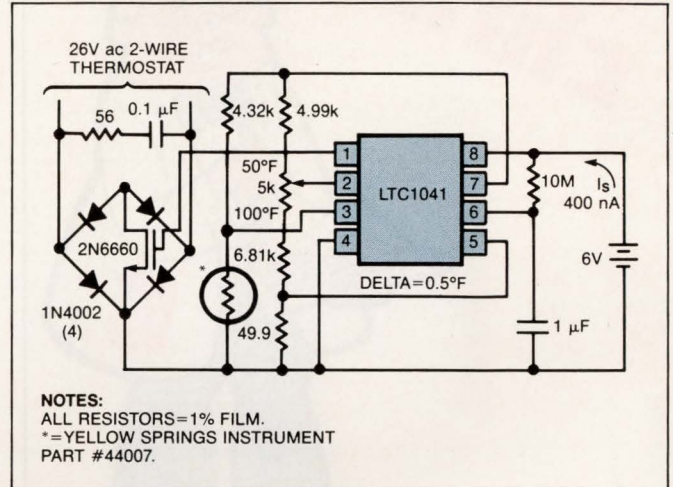 26V ac 2-WIRE
THERMOSTAT
56
0.1 μF
4.32k
4.99k
50°F
5k
100°F
6.81k
49.9
*
2N6660
1N4002
(4)
1
2
3
4
LTC1041
8
7
6
5
DELTA=0.5°F
10M
IS
400 nA
6V
1 μF
NOTES:
ALL RESISTORS=1% FILM.
*=YELLOW SPRINGS INSTRUMENT
PART #44007.